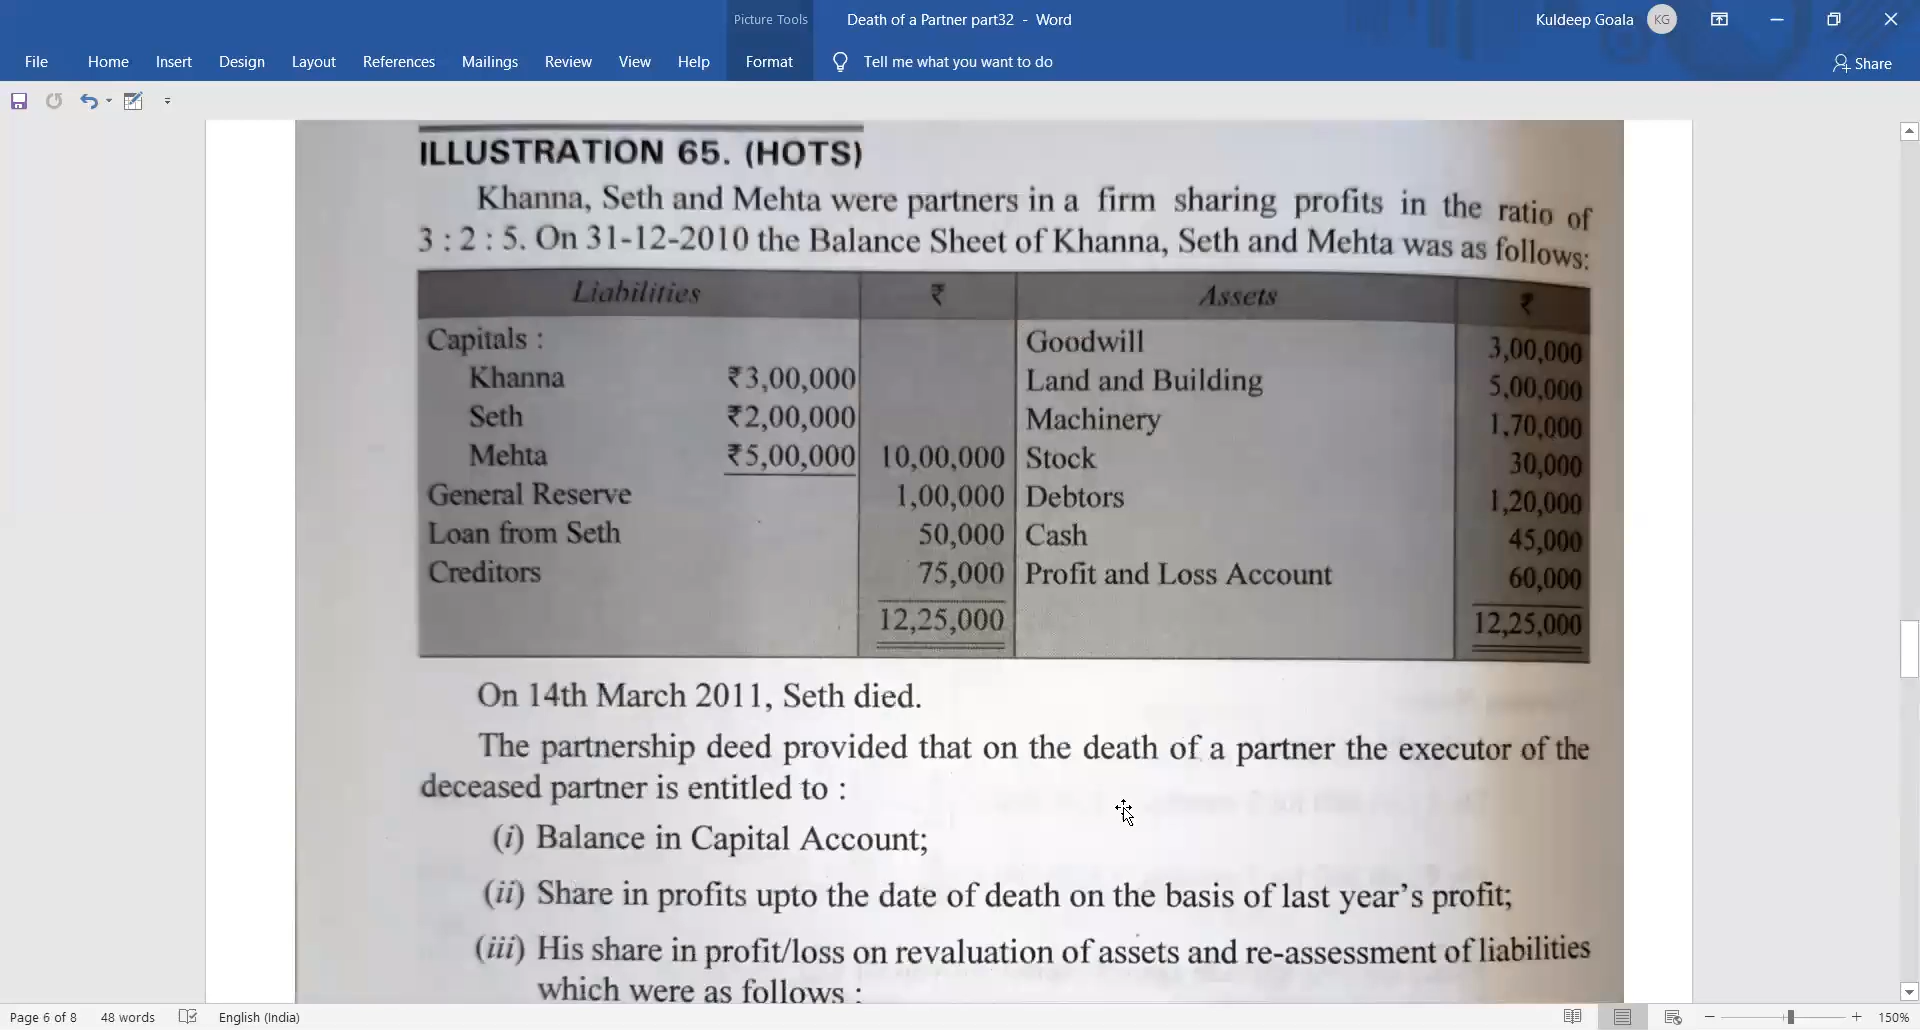 Picture Tools
Death of a Partner part32 - Word
Kuldeep Goala
KG
File Home Insert Design Layout References Mailings Review View Help Format Tell me what you want to do
Share
ILLUSTRATION 65. (HOTS)
Khanna, Seth and Mehta were partners in a firm sharing profits in the ratio of
3 : 2 : 5. On 31-12-2010 the Balance Sheet of Khanna, Seth and Mehta was as follows:
Liabilities ₹ Assets ₹
Capitals : Goodwill 3,00,000
Khanna ₹3,00,000 Land and Building 5,00,000
Seth ₹2,00,000 Machinery 1,70,000
Mehta ₹5,00,000 10,00,000 Stock 30,000
General Reserve 1,00,000 Debtors 1,20,000
Loan from Seth 50,000 Cash 45,000
Creditors 75,000 Profit and Loss Account 60,000
12,25,000 12,25,000
On 14th March 2011, Seth died.
The partnership deed provided that on the death of a partner the executor of the
deceased partner is entitled to :
(i) Balance in Capital Account;
(ii) Share in profits upto the date of death on the basis of last year's profit;
(iii) His share in profit/loss on revaluation of assets and re-assessment of liabilities
which were as follows :
Page 6 of 8 48 words English (India) 150%